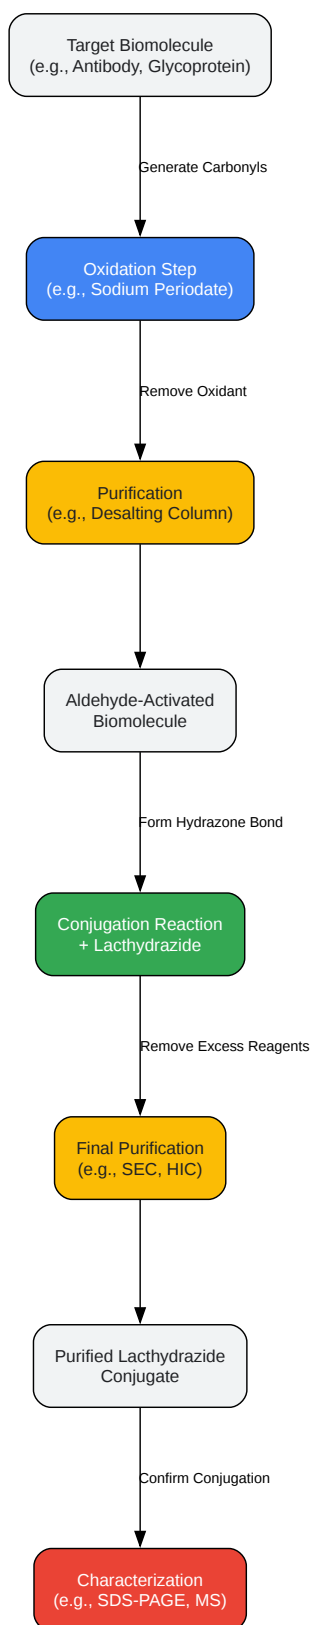 Target Biomolecule
(e.g., Antibody, Glycoprotein)
Generate Carbonyls
Oxidation Step
(e.g., Sodium Periodate)
Remove Oxidant
Purification
(e.g., Desalting Column)
Aldehyde-Activated
Biomolecule
Form Hydrazone Bond
Conjugation Reaction
+ Lacthydrazide
Remove Excess Reagents
Final Purification
(e.g., SEC, HIC)
Purified Lacthydrazide
Conjugate
Confirm Conjugation
Characterization
(e.g., SDS-PAGE, MS)